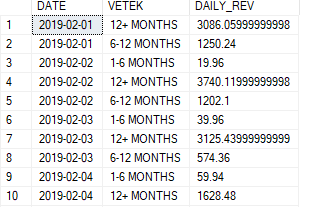 DATE VETEK DAILY_REV
1 2019-02-01 12+ MONTHS 3086.05999999998
2 2019-02-01 6-12 MONTHS 1250.24
3 2019-02-02 1-6 MONTHS 19.96
4 2019-02-02 12+ MONTHS 3740.11999999998
5 2019-02-02 6-12 MONTHS 1202.1
6 2019-02-03 1-6 MONTHS 39.96
7 2019-02-03 12+ MONTHS 3125.43999999999
8 2019-02-03 6-12 MONTHS 574.36
9 2019-02-04 1-6 MONTHS 59.94
10 2019-02-04 12+ MONTHS 1628.48